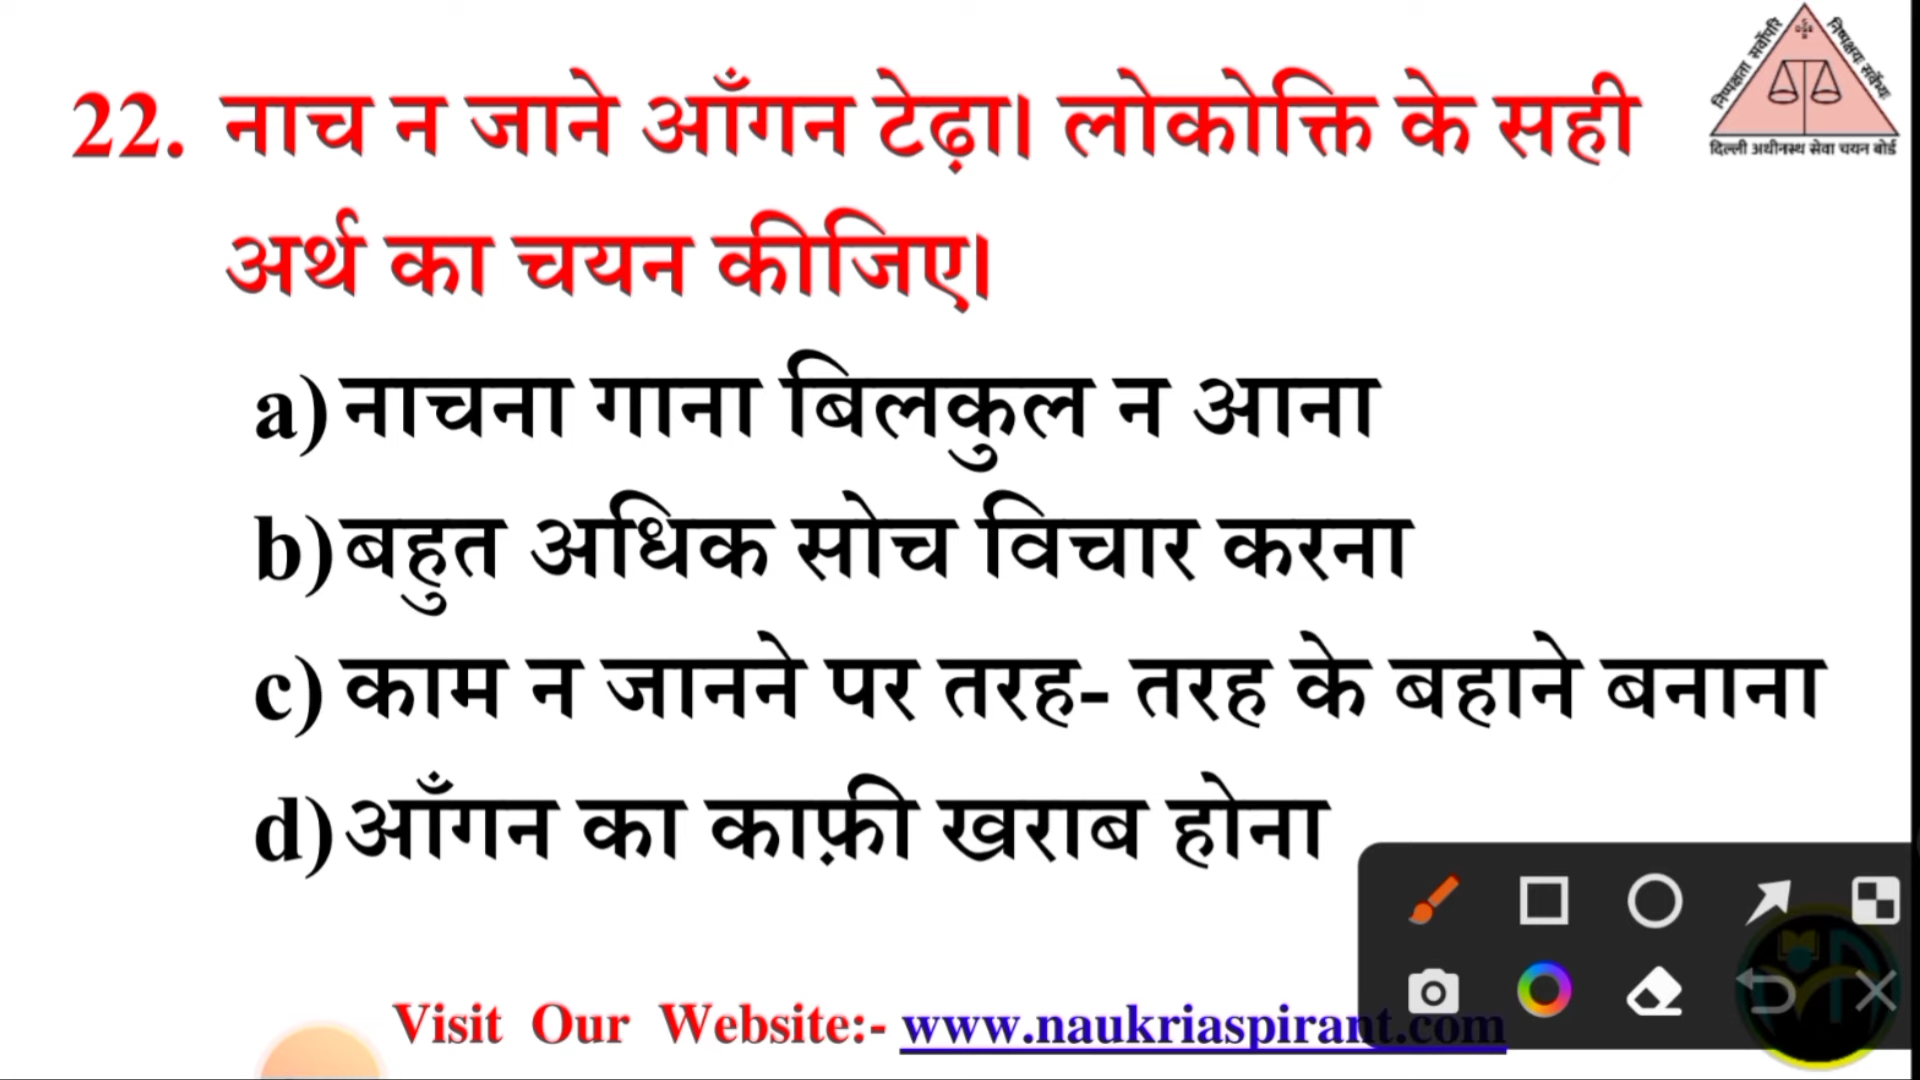 22. नाच न जाने आँगन टेढ़ा। लोकोक्ति के सही
अर्थ का चयन कीजिए।
a) नाचना गाना बिलकुल न आना
b) बहुत अधिक सोच विचार करना
c) काम न जानने पर तरह- तरह के बहाने बनाना
d) आँगन का काफ़ी खराब होना
Visit Our Website:- www.naukriaspirant.com
दिल्ली अधीनस्थ सेवा चयन बोर्ड